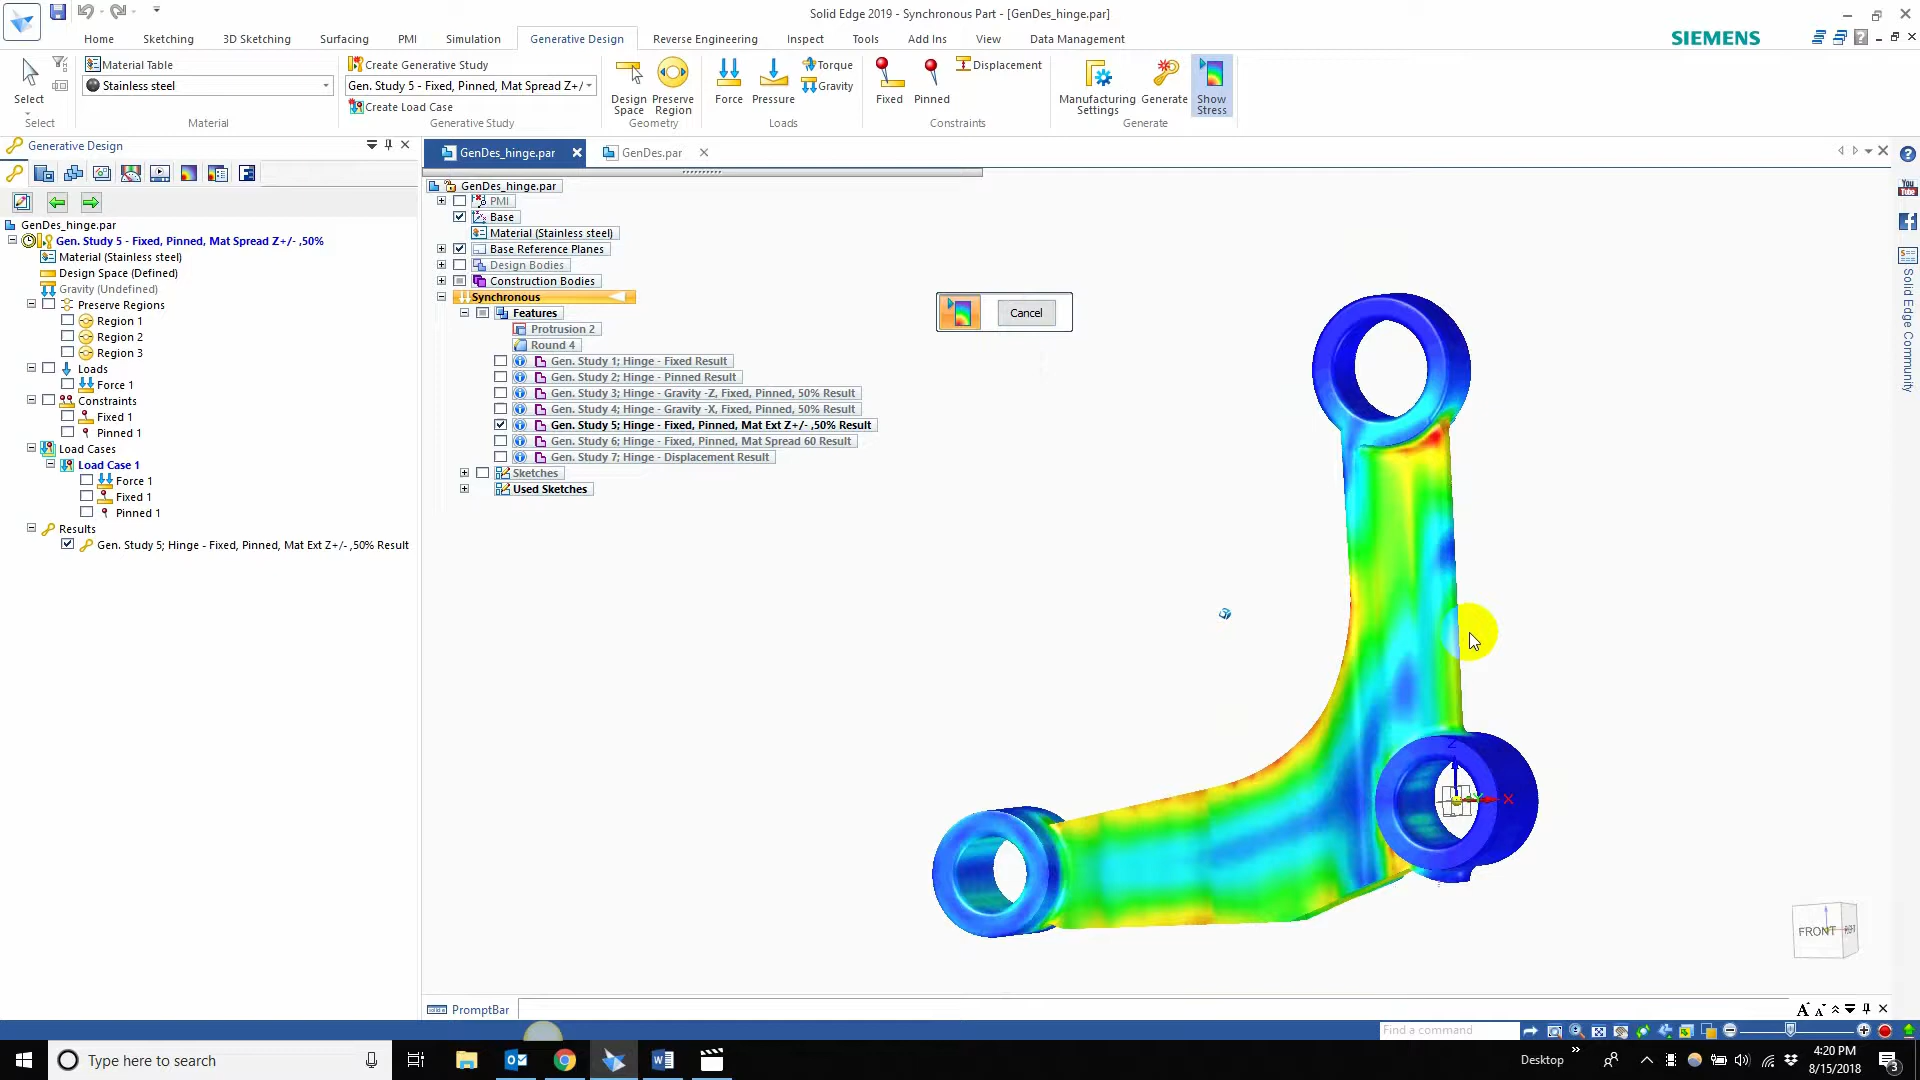 Solid Edge 2019 - Synchronous Part - [GenDes_hinge.par]
Home
Sketching
3D Sketching
Surfacing
PMI
Simulation
Generative Design
Reverse Engineering
Inspect
Tools
Add Ins
View
Data Management
SIEMENS
Select
Material Table
Stainless steel
Create Generative Study
Gen. Study 5 - Fixed, Pinned, Mat Spread Z+/
Create Load Case
Design Space
Preserve Region
Force
Pressure
Torque
Gravity
Fixed
Pinned
Displacement
Manufacturing Settings
Generate
Show Stress
Select
Material
Generative Study
Geometry
Loads
Constraints
Generate
Generative Design
GenDes_hinge.par
Gen. Study 5 - Fixed, Pinned, Mat Spread Z+/- ,50%
Material (Stainless steel)
Design Space (Defined)
Gravity (Undefined)
Preserve Regions
Region 1
Region 2
Region 3
Loads
Force 1
Constraints
Fixed 1
Pinned 1
Load Cases
Load Case 1
Force 1
Fixed 1
Pinned 1
Results
Gen. Study 5; Hinge - Fixed, Pinned, Mat Ext Z+/- ,50% Result
GenDes_hinge.par
GenDes.par
GenDes_hinge.par
PMI
Base
Material (Stainless steel)
Base Reference Planes
Design Bodies
Construction Bodies
Synchronous
Features
Protrusion 2
Round 4
Gen. Study 1; Hinge - Fixed Result
Gen. Study 2; Hinge - Pinned Result
Gen. Study 3; Hinge - Gravity -Z, Fixed, Pinned, 50% Result
Gen. Study 4; Hinge - Gravity -X, Fixed, Pinned, 50% Result
Gen. Study 5; Hinge - Fixed, Pinned, Mat Ext Z+/- ,50% Result
Gen. Study 6; Hinge - Fixed, Pinned, Mat Spread 60 Result
Gen. Study 7; Hinge - Displacement Result
Sketches
Used Sketches
Cancel
Z
X
FRONT
You Tube
Solid Edge Community
PromptBar
Find a command
Type here to search
Desktop
4:20 PM
8/15/2018
3